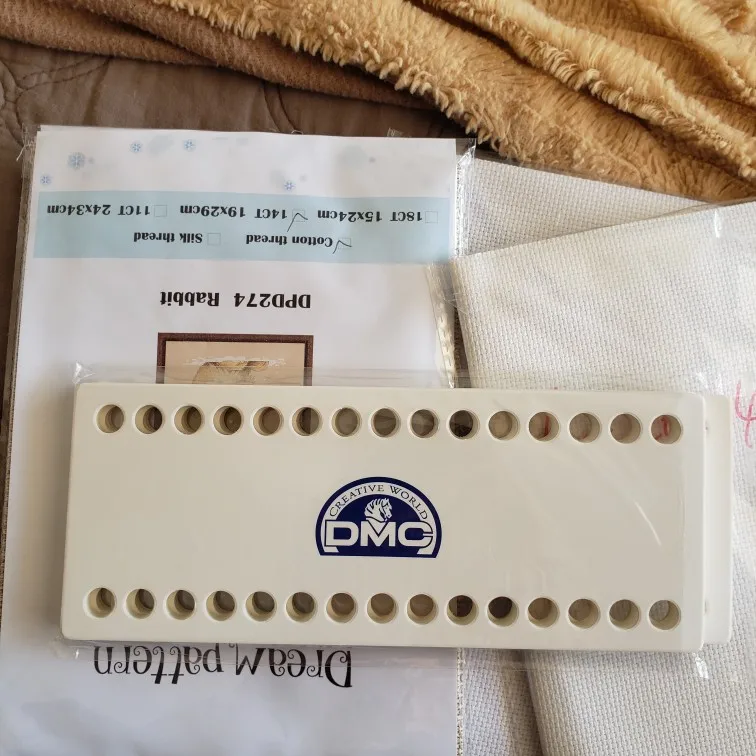 CREATIVE WORLD
DMC
Dream pattern
DPD274 Rabbit
Cotton thread Silk thread
18CT 15x24cm 14CT 19x29cm 11CT 24x34cm